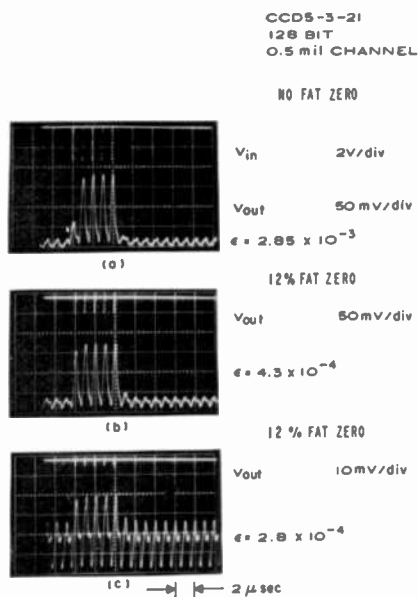 CCD5-3-21
128 BIT
0.5 mil CHANNEL
NO FAT ZERO
Vin 2V/div
Vout 50 mV/div
ϵ = 2.85 x 10⁻³
(a)
12% FAT ZERO
Vout 50mV/div
ϵ = 4.3 x 10⁻⁴
(b)
12 % FAT ZERO
Vout 10mV/div
ϵ = 2.8 x 10⁻⁴
(c)
2 μsec